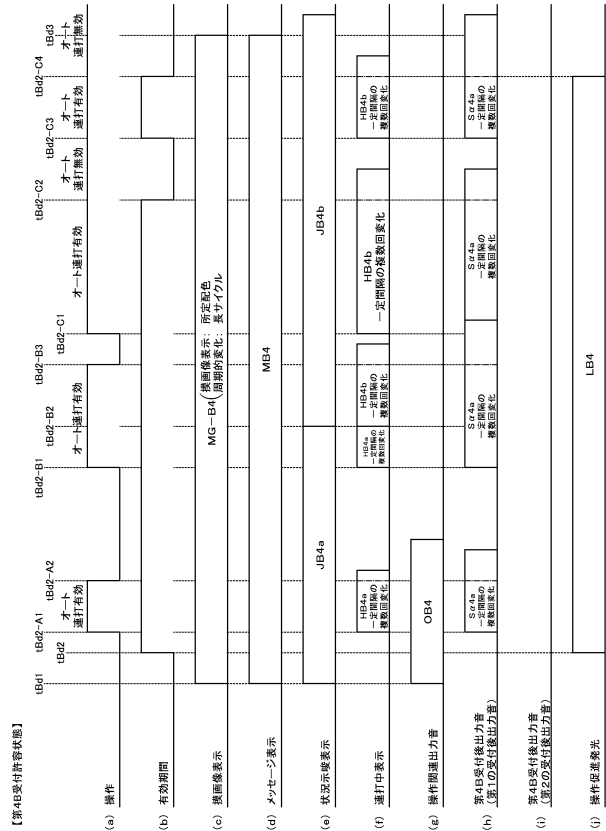 【第4B受付許容状態】
tBd1
tBd2
tBd2-A1
tBd2-A2
tBd2-B1
tBd2-B2
tBd2-B3
tBd2-C1
tBd2-C2
tBd2-C3
tBd2-C4
tBd3
(a) 操作
オート
連打有効
オート連打有効
オート連打有効
オート
連打無効
オート
連打有効
オート
連打無効
(b) 有効期間
(c) 摸画像表示
MG-B4(摸画像表示： 所定配色
周期的変化： 長サイクル)
(d) メッセージ表示
MB4
(e) 状況示唆表示
JB4a
JB4b
(f) 連打中表示
HB4a
一定間隔の
複数回変化
HB4a
一定間隔の
複数回変化
HB4b
一定間隔の
複数回変化
HB4b
一定間隔の複数回変化
HB4b
一定間隔の
複数回変化
(g) 操作関連出力音
OB4
(h) 第4B受付後出力音
(第1の受付後出力音)
Sα4a
一定間隔の
複数回変化
Sα4a
一定間隔の
複数回変化
Sα4a
一定間隔の
複数回変化
Sα4a
一定間隔の
複数回変化
(i) 第4B受付後出力音
(第2の受付後出力音)
(j) 操作促進発光
LB4